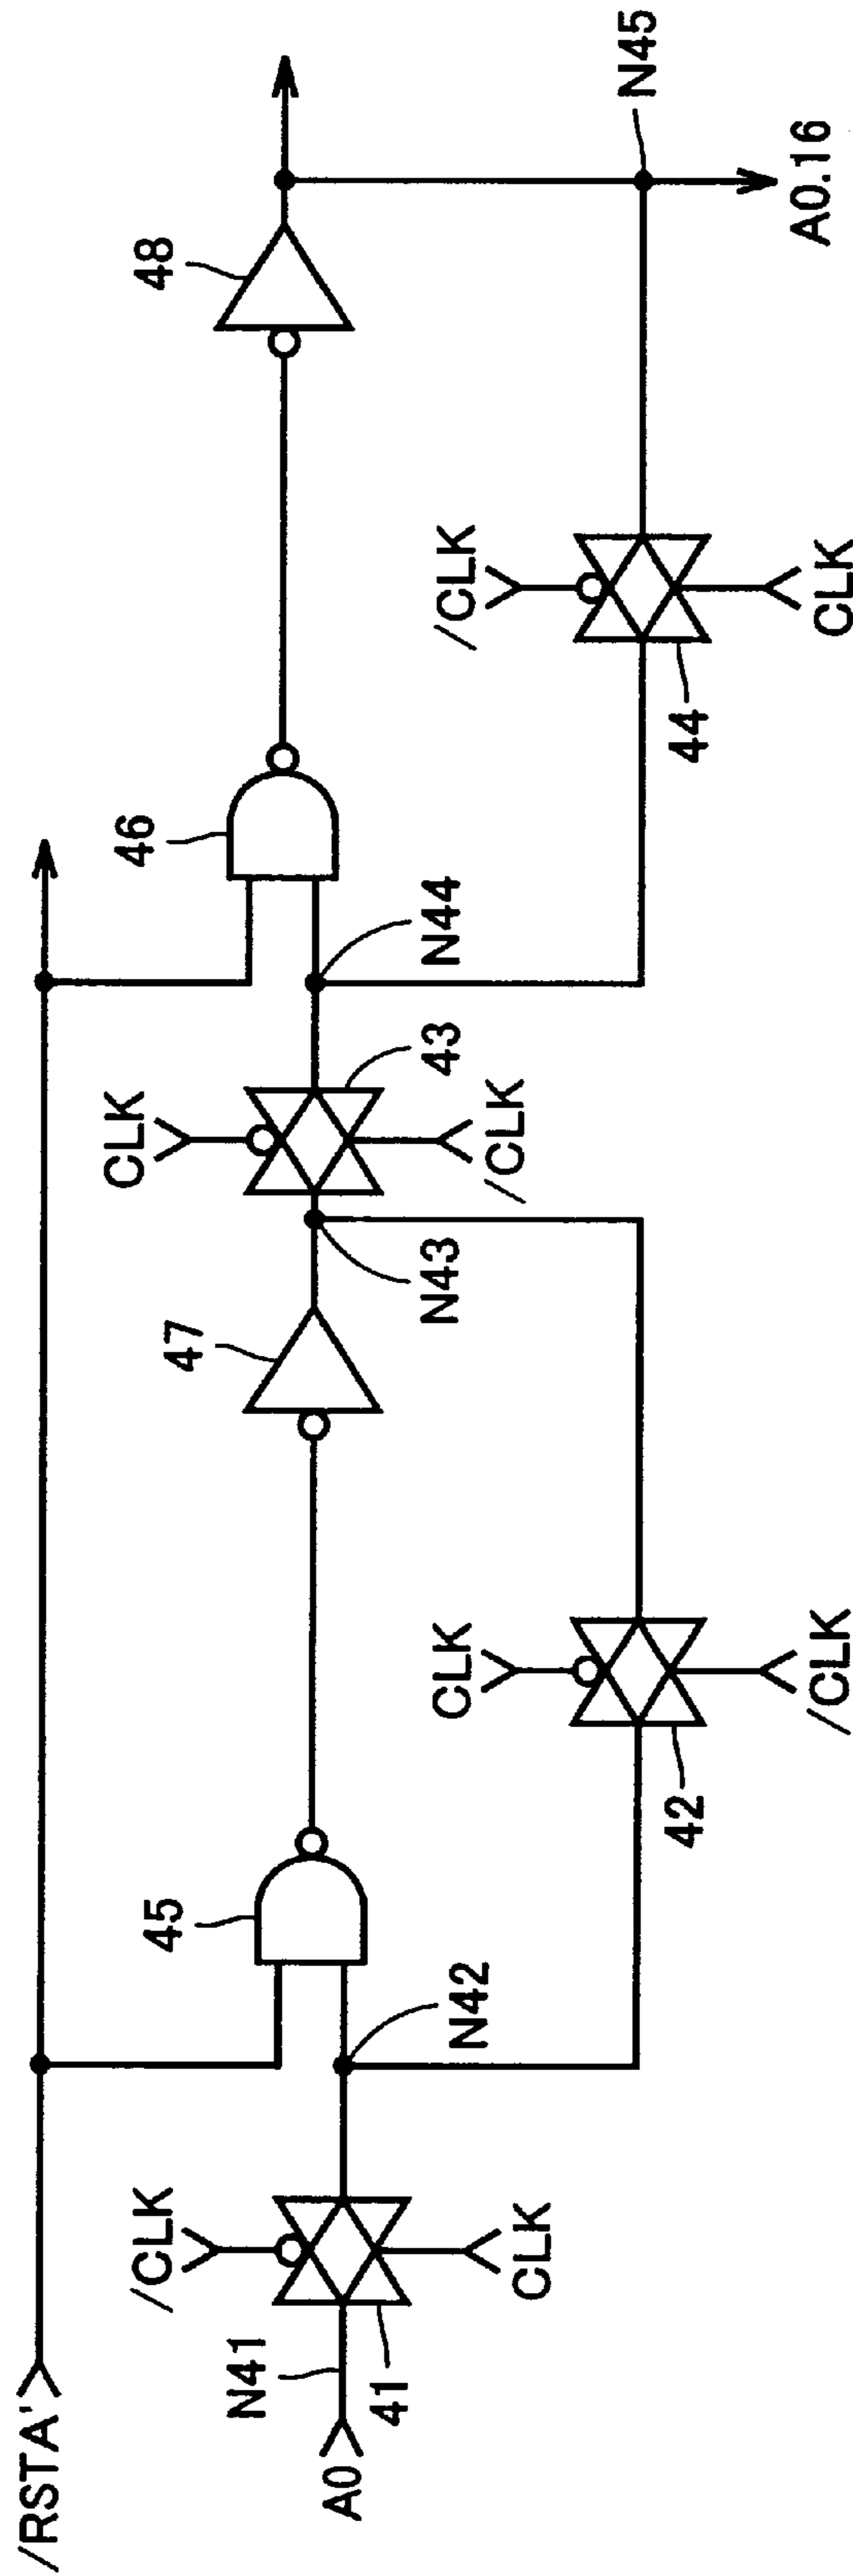 /RSTA'
A0
N41
41
/CLK
CLK
N42
45
42
CLK
/CLK
47
N43
43
CLK
/CLK
N44
46
44
/CLK
CLK
48
N45
A0.16